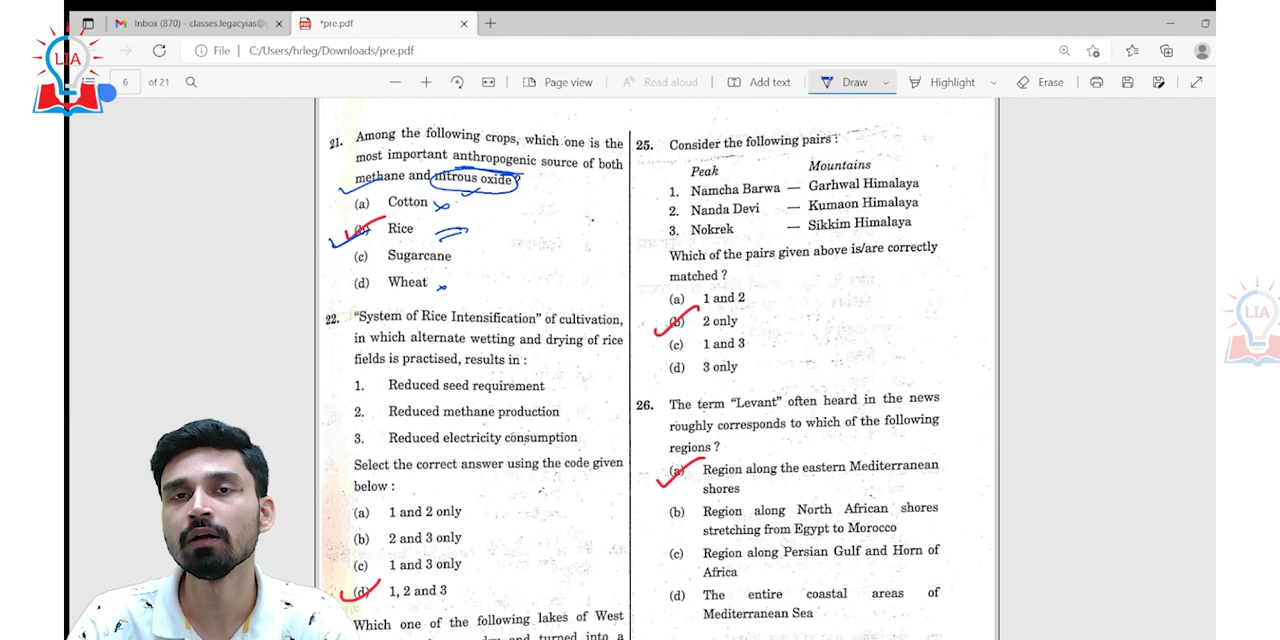 Inbox (870) - classes.legacyias@g
*pre.pdf
LIA
File
C:/Users/hrleg/Downloads/pre.pdf
6
of 21
Page view
Read aloud
Add text
Draw
Highlight
Erase
21. Among the following crops, which one is the
most important anthropogenic source of both
methane and nitrous oxide?
(a) Cotton
(b) Rice
(c) Sugarcane
(d) Wheat
22. "System of Rice Intensification" of cultivation,
in which alternate wetting and drying of rice
fields is practised, results in :
1. Reduced seed requirement
2. Reduced methane production
3. Reduced electricity consumption
Select the correct answer using the code given
below :
(a) 1 and 2 only
(b) 2 and 3 only
(c) 1 and 3 only
(d) 1, 2 and 3
Which one of the following lakes of West
and turned into a
25. Consider the following pairs :
Peak Mountains
1. Namcha Barwa — Garhwal Himalaya
2. Nanda Devi — Kumaon Himalaya
3. Nokrek — Sikkim Himalaya
Which of the pairs given above is/are correctly
matched ?
(a) 1 and 2
(b) 2 only
(c) 1 and 3
(d) 3 only
26. The term "Levant" often heard in the news
roughly corresponds to which of the following
regions ?
(a) Region along the eastern Mediterranean
shores
(b) Region along North African shores
stretching from Egypt to Morocco
(c) Region along Persian Gulf and Horn of
Africa
(d) The entire coastal areas of
Mediterranean Sea
LIA